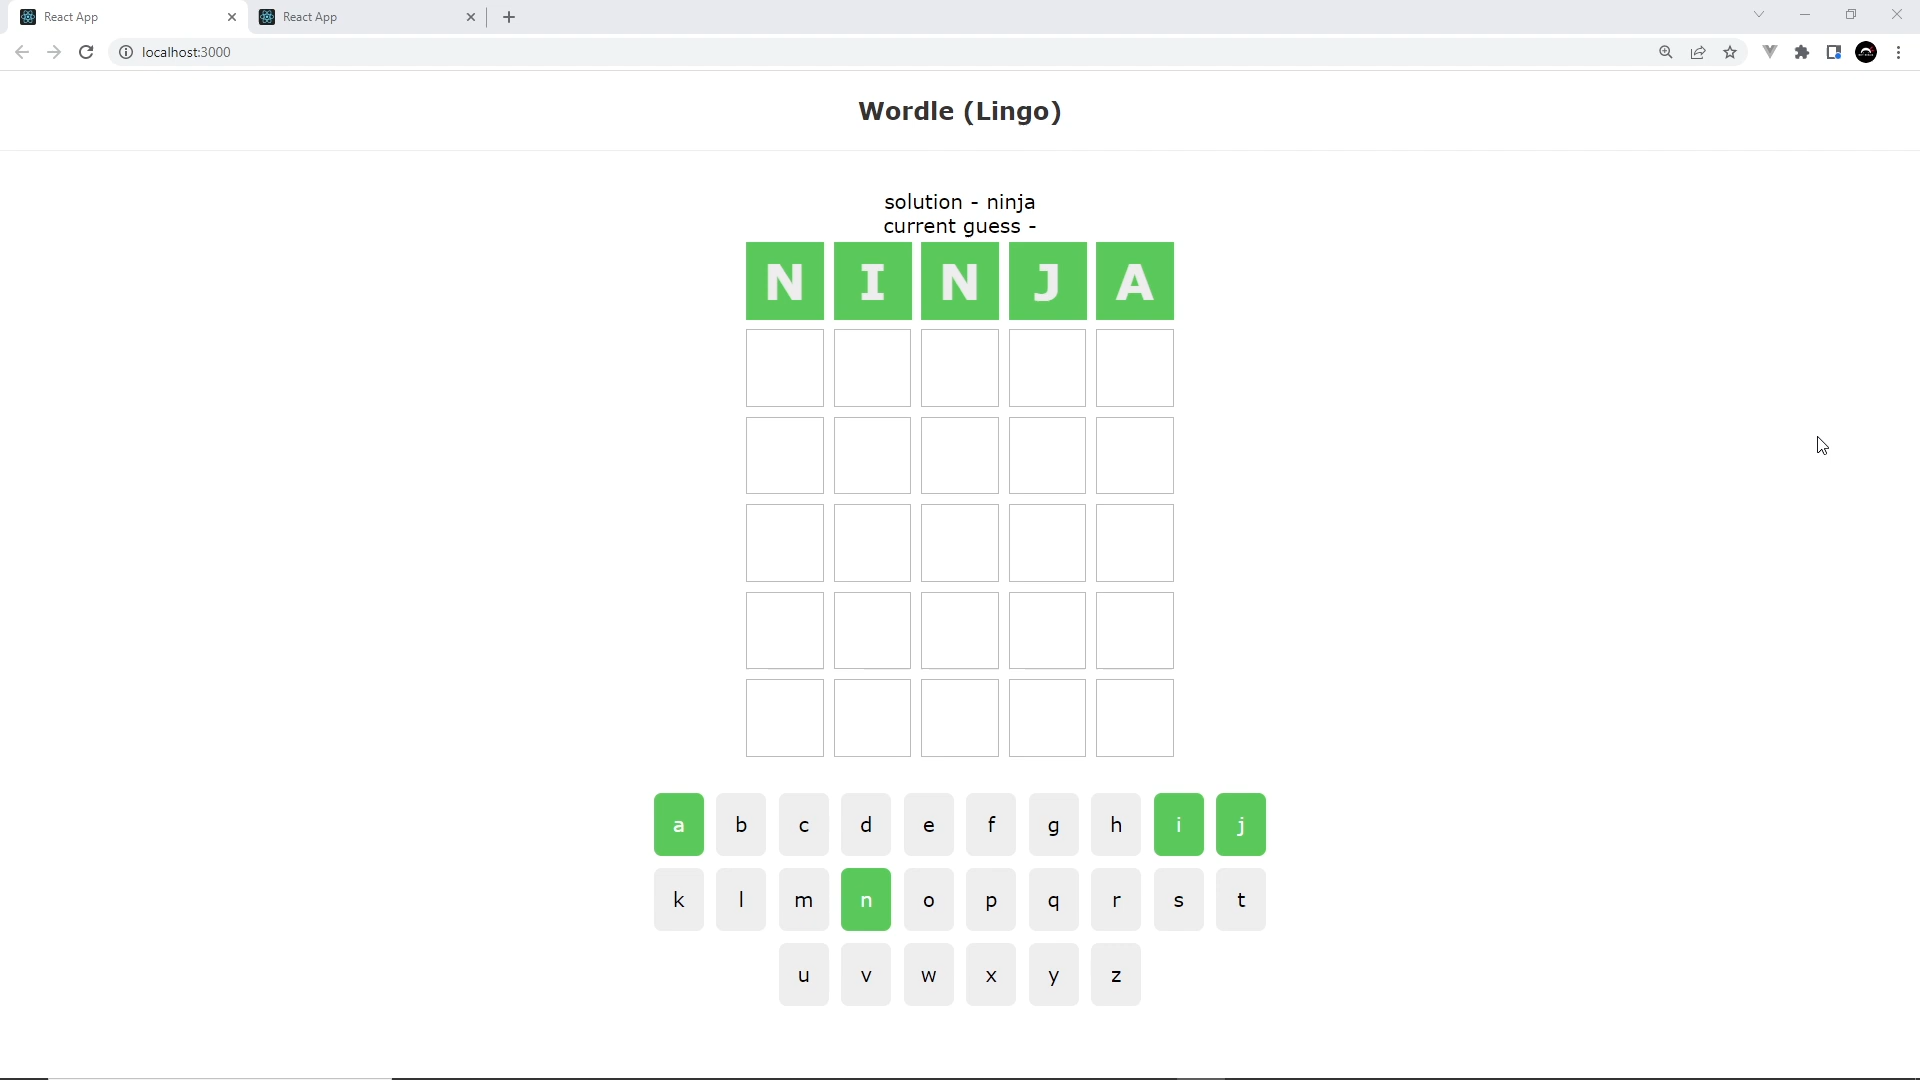 React App
React App
localhost:3000
Wordle (Lingo)
solution - ninja
current guess -
N I N J A
a b c d e f g h i j
k l m n o p q r s t
u v w x y z